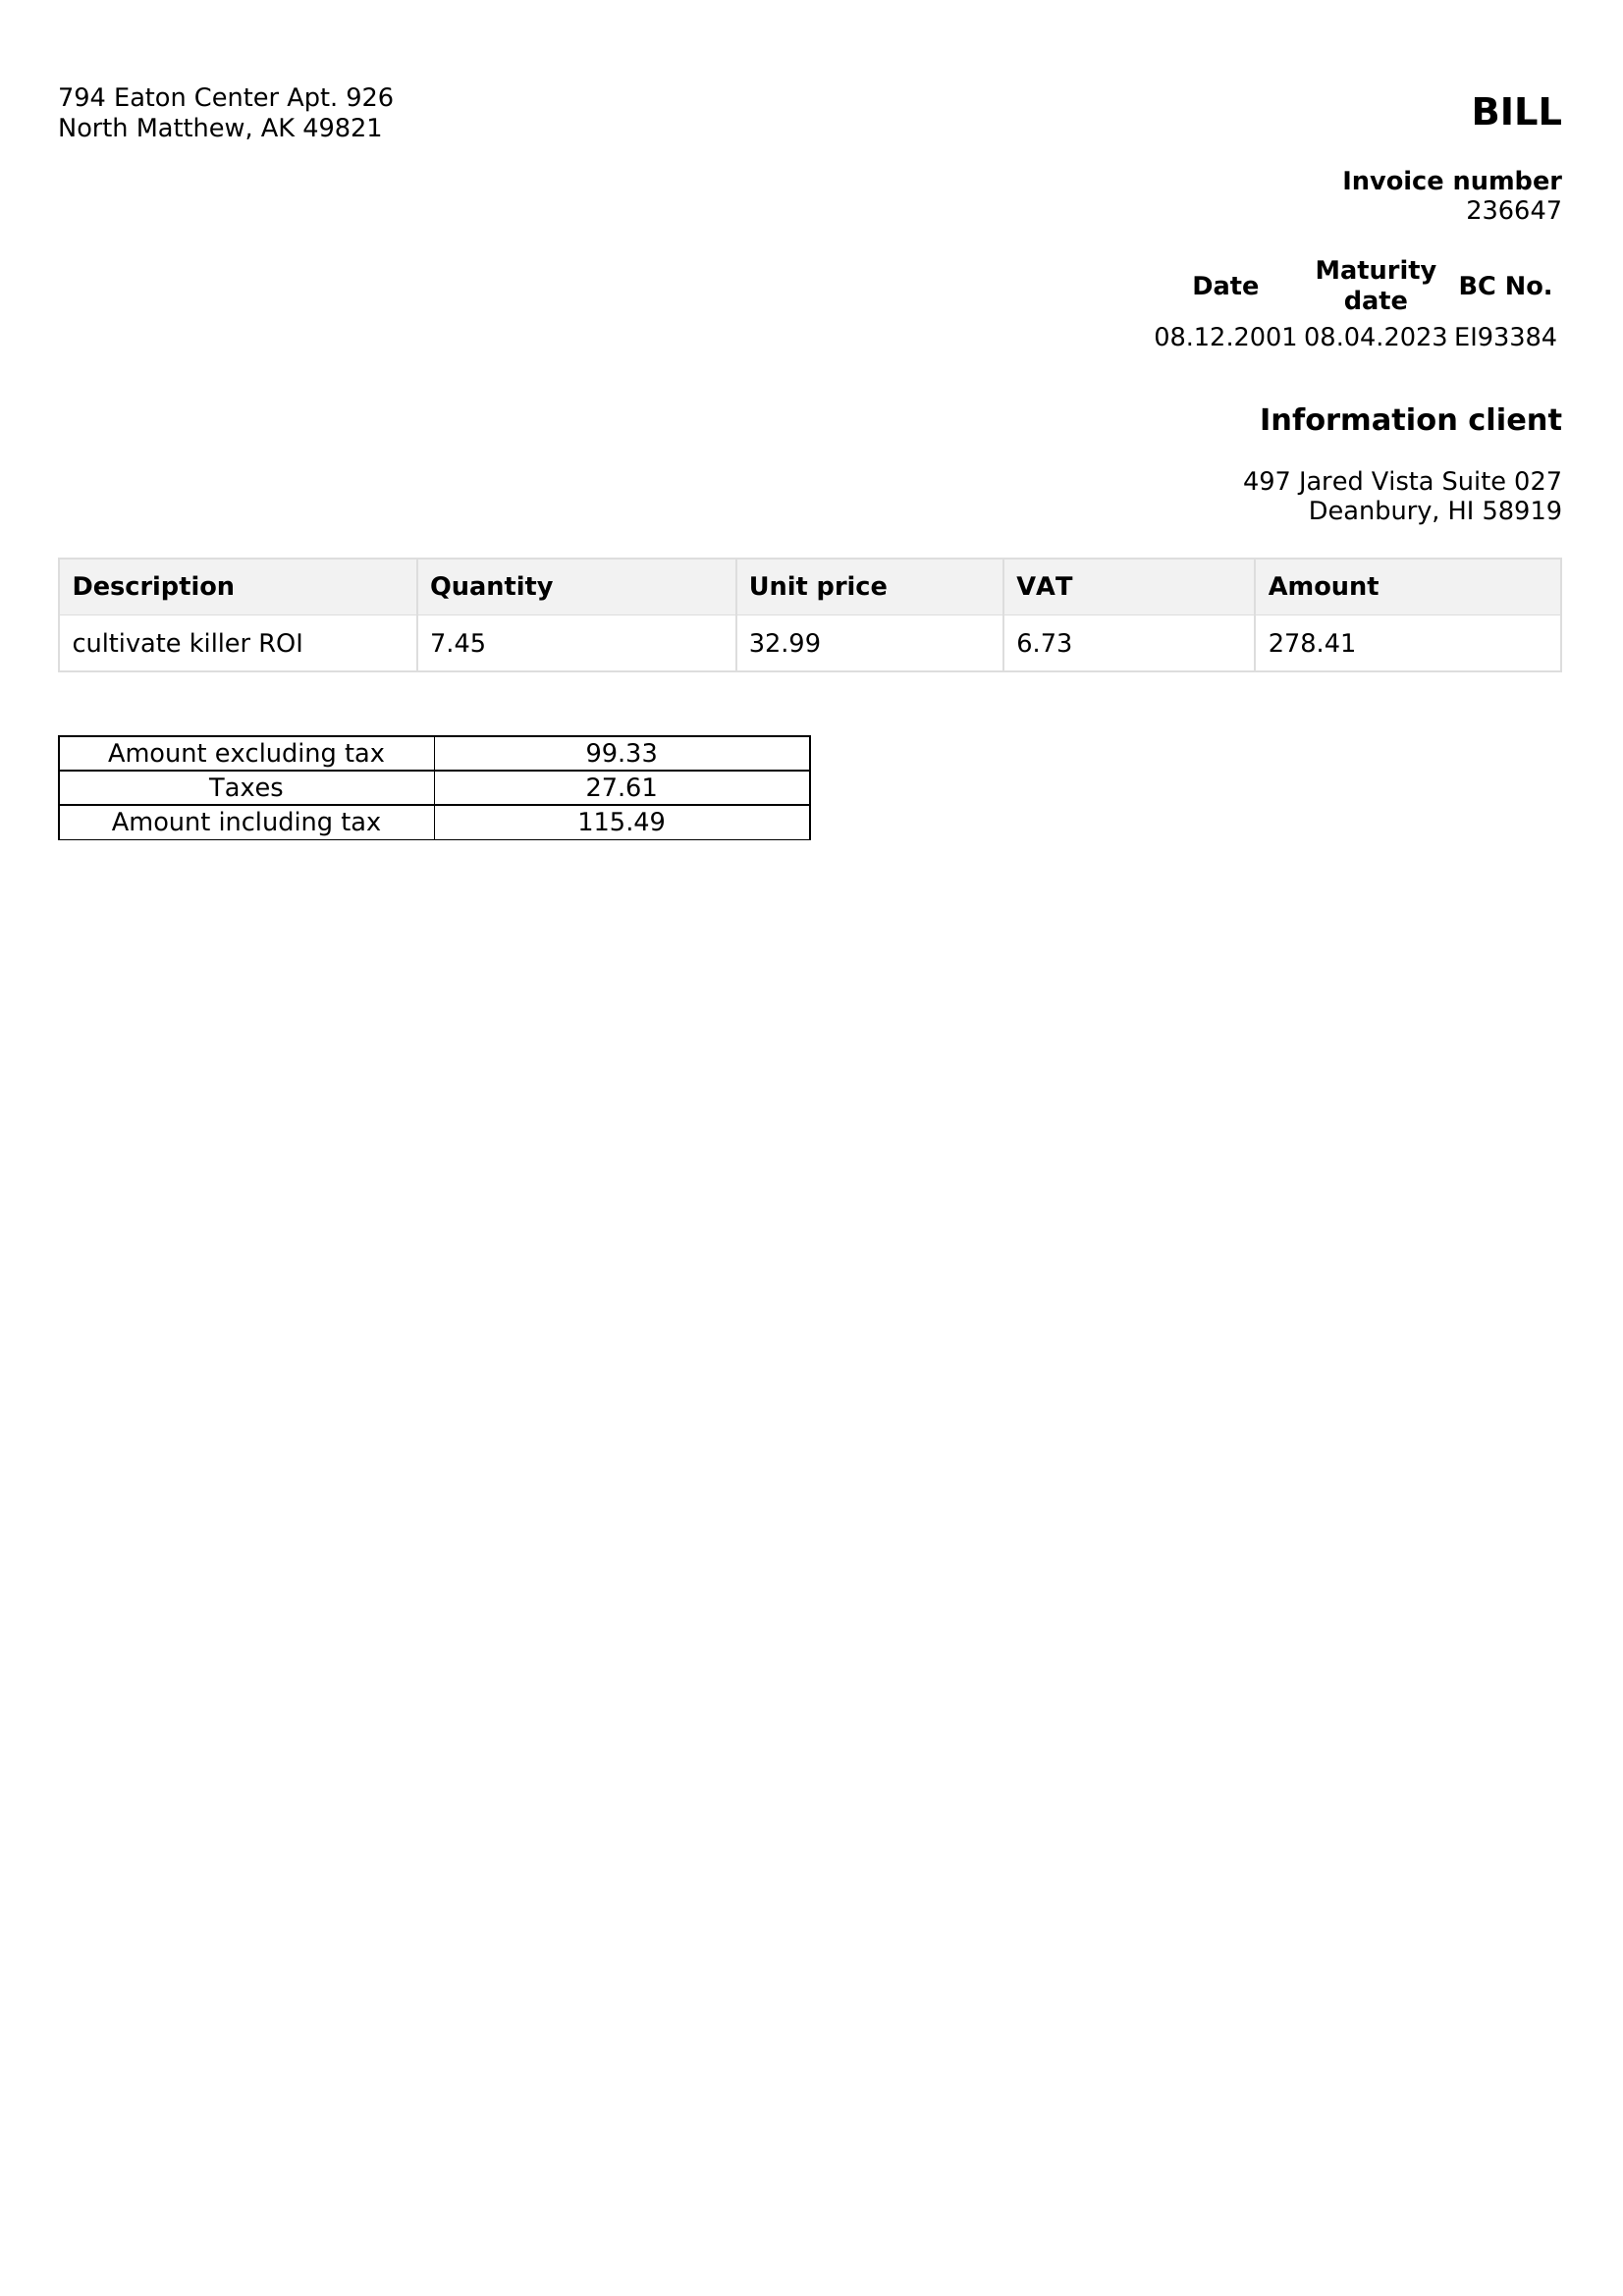 794 Eaton Center Apt. 926
North Matthew, AK 49821
BILL
Invoice number
236647
Date Maturity date BC No.
08.12.2001 08.04.2023 EI93384
Information client
497 Jared Vista Suite 027
Deanbury, HI 58919
Description Quantity Unit price VAT Amount
cultivate killer ROI 7.45 32.99 6.73 278.41
Amount excluding tax 99.33
Taxes 27.61
Amount including tax 115.49